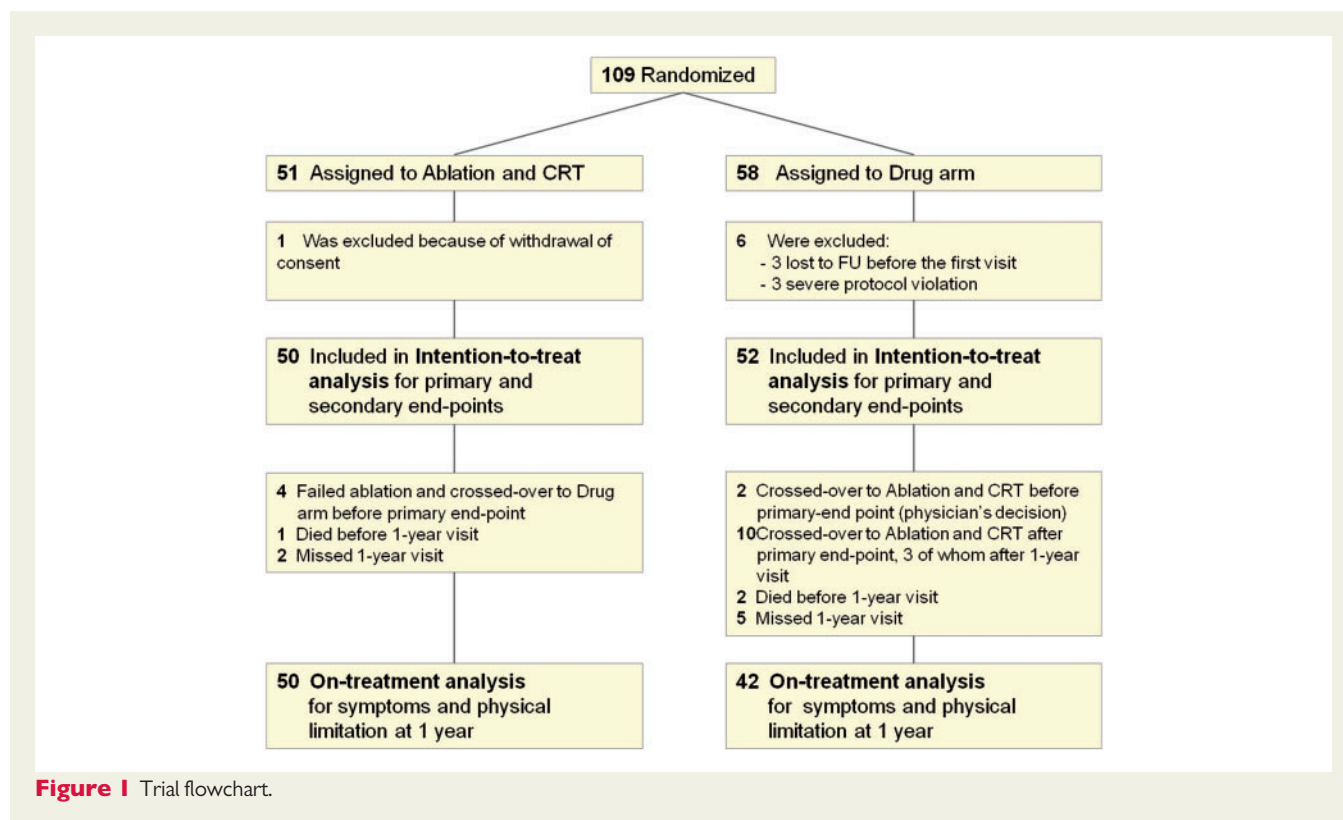 109 Randomized
51 Assigned to Ablation and CRT
58 Assigned to Drug arm
1 Was excluded because of withdrawal of
consent
6 Were excluded:
- 3 lost to FU before the first visit
- 3 severe protocol violation
50 Included in Intention-to-treat
analysis for primary and
secondary end-points
52 Included in Intention-to-treat
analysis for primary and
secondary end-points
4 Failed ablation and crossed-over to Drug
arm before primary end-point
1 Died before 1-year visit
2 Missed 1-year visit
2 Crossed-over to Ablation and CRT before
primary-end point (physician's decision)
10Crossed-over to Ablation and CRT after
primary end-point, 3 of whom after 1-year
visit
2 Died before 1-year visit
5 Missed 1-year visit
50 On-treatment analysis
for symptoms and physical
limitation at 1 year
42 On-treatment analysis
for symptoms and physical
limitation at 1 year
Figure 1 Trial flowchart.